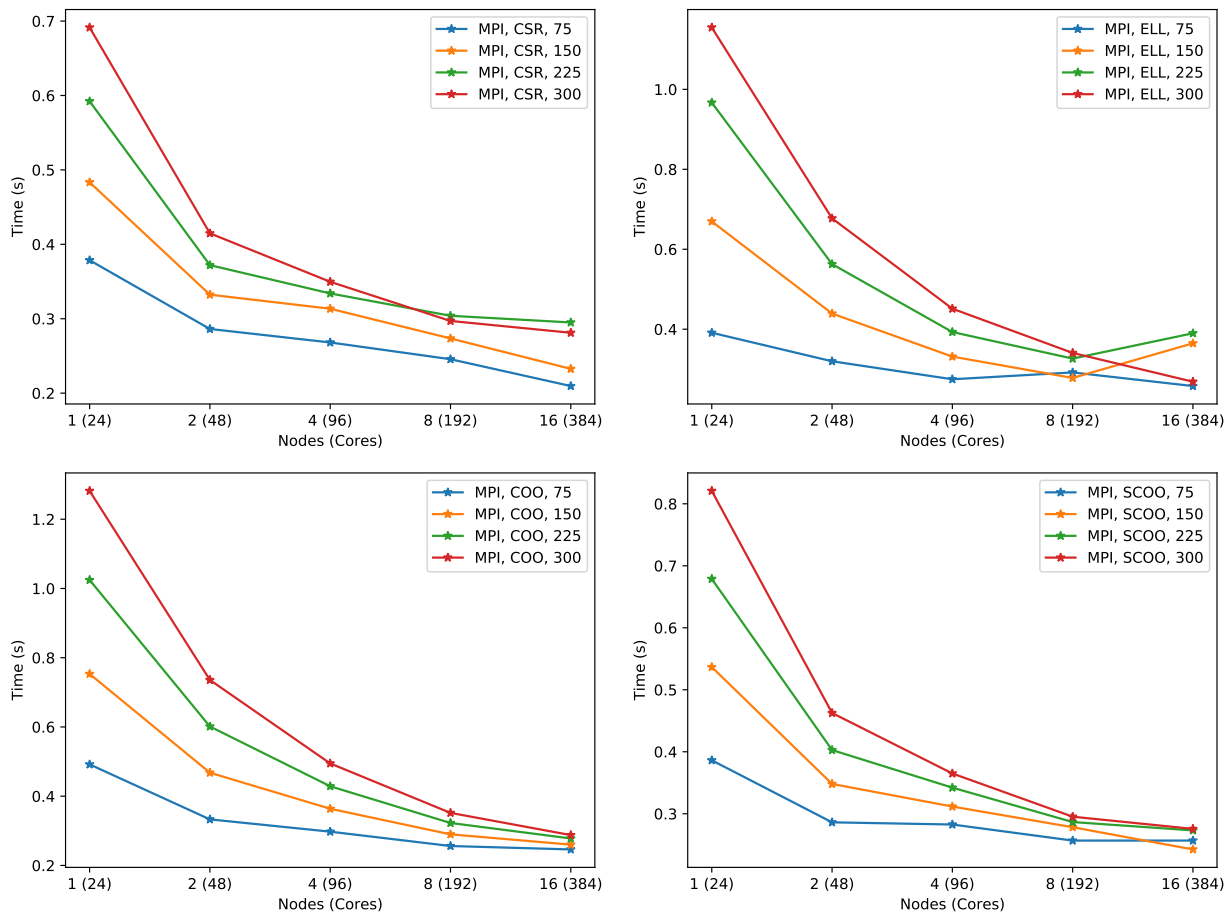 0.7
0.6
0.5
0.4
0.3
0.2
Time (s)
MPI, CSR, 75
MPI, CSR, 150
MPI, CSR, 225
MPI, CSR, 300
1 (24)
2 (48)
4 (96)
8 (192)
16 (384)
Nodes (Cores)
1.0
0.8
0.6
0.4
Time (s)
MPI, ELL, 75
MPI, ELL, 150
MPI, ELL, 225
MPI, ELL, 300
1 (24)
2 (48)
4 (96)
8 (192)
16 (384)
Nodes (Cores)
1.2
1.0
0.8
0.6
0.4
0.2
Time (s)
MPI, COO, 75
MPI, COO, 150
MPI, COO, 225
MPI, COO, 300
1 (24)
2 (48)
4 (96)
8 (192)
16 (384)
Nodes (Cores)
0.8
0.7
0.6
0.5
0.4
0.3
Time (s)
MPI, SCOO, 75
MPI, SCOO, 150
MPI, SCOO, 225
MPI, SCOO, 300
1 (24)
2 (48)
4 (96)
8 (192)
16 (384)
Nodes (Cores)